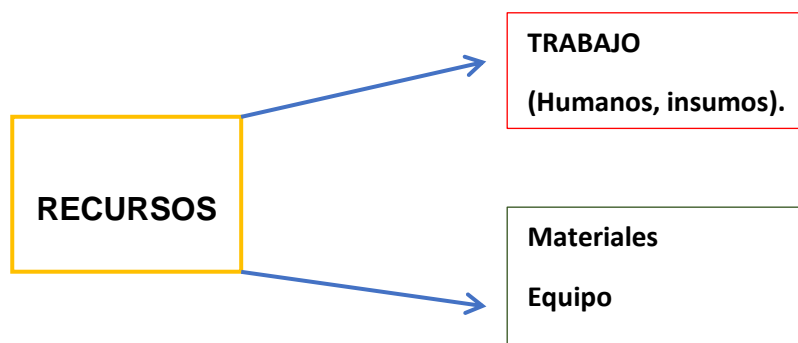 RECURSOS
TRABAJO
(Humanos, insumos).
Materiales
Equipo